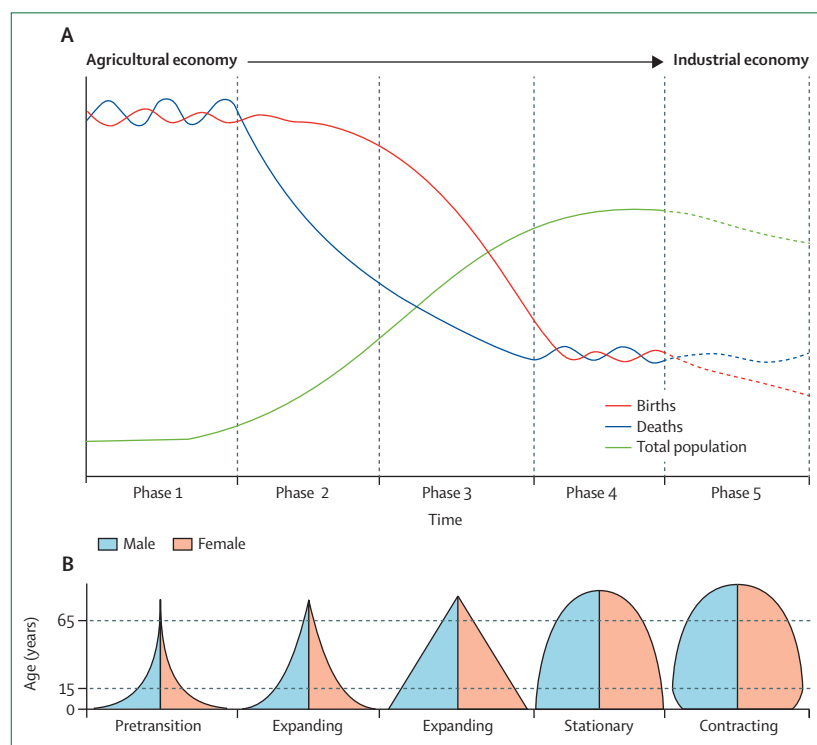 A
Agricultural economy
Industrial economy
Births
Deaths
Total population
Phase 1
Phase 2
Phase 3
Phase 4
Phase 5
Time
Male
Female
B
Age (years)
65
15
0
Pretransition
Expanding
Expanding
Stationary
Contracting